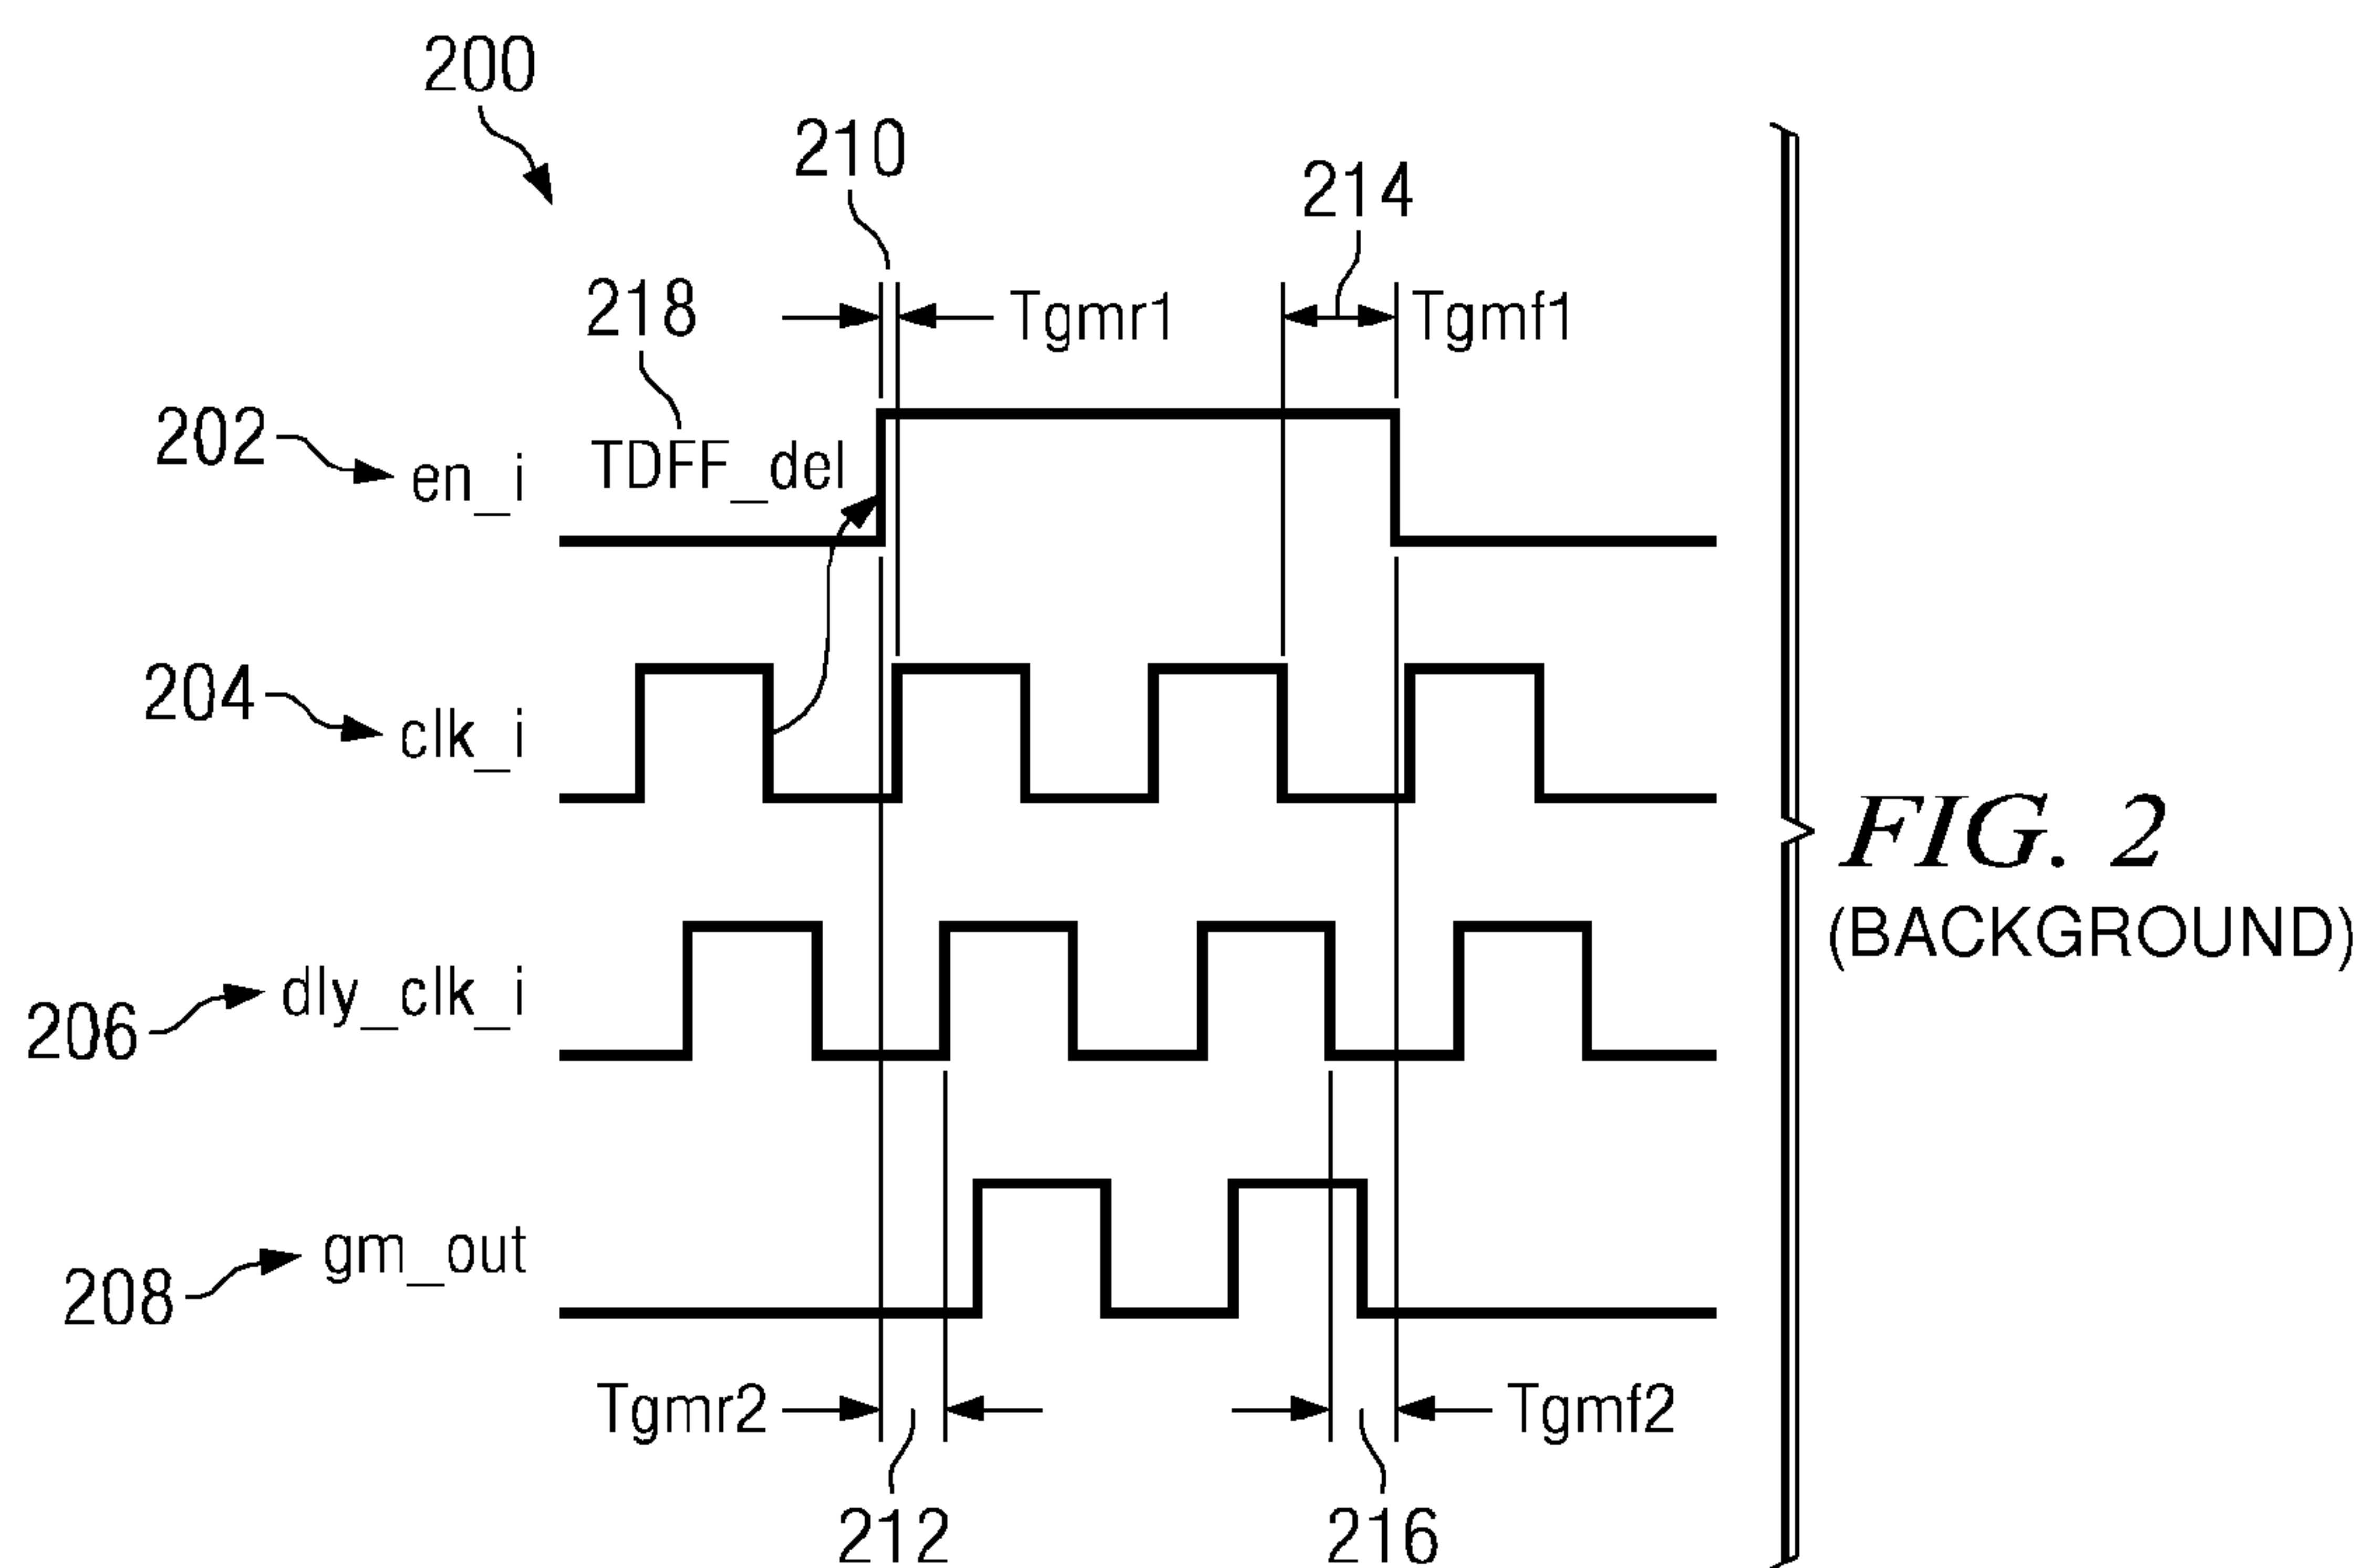 200
210
214
218
Tgmr1
Tgmf1
202
en_i
TDFF_del
204
clk_i
FIG. 2
(BACKGROUND)
206
dly_clk_i
208
gm_out
Tgmr2
Tgmf2
212
216